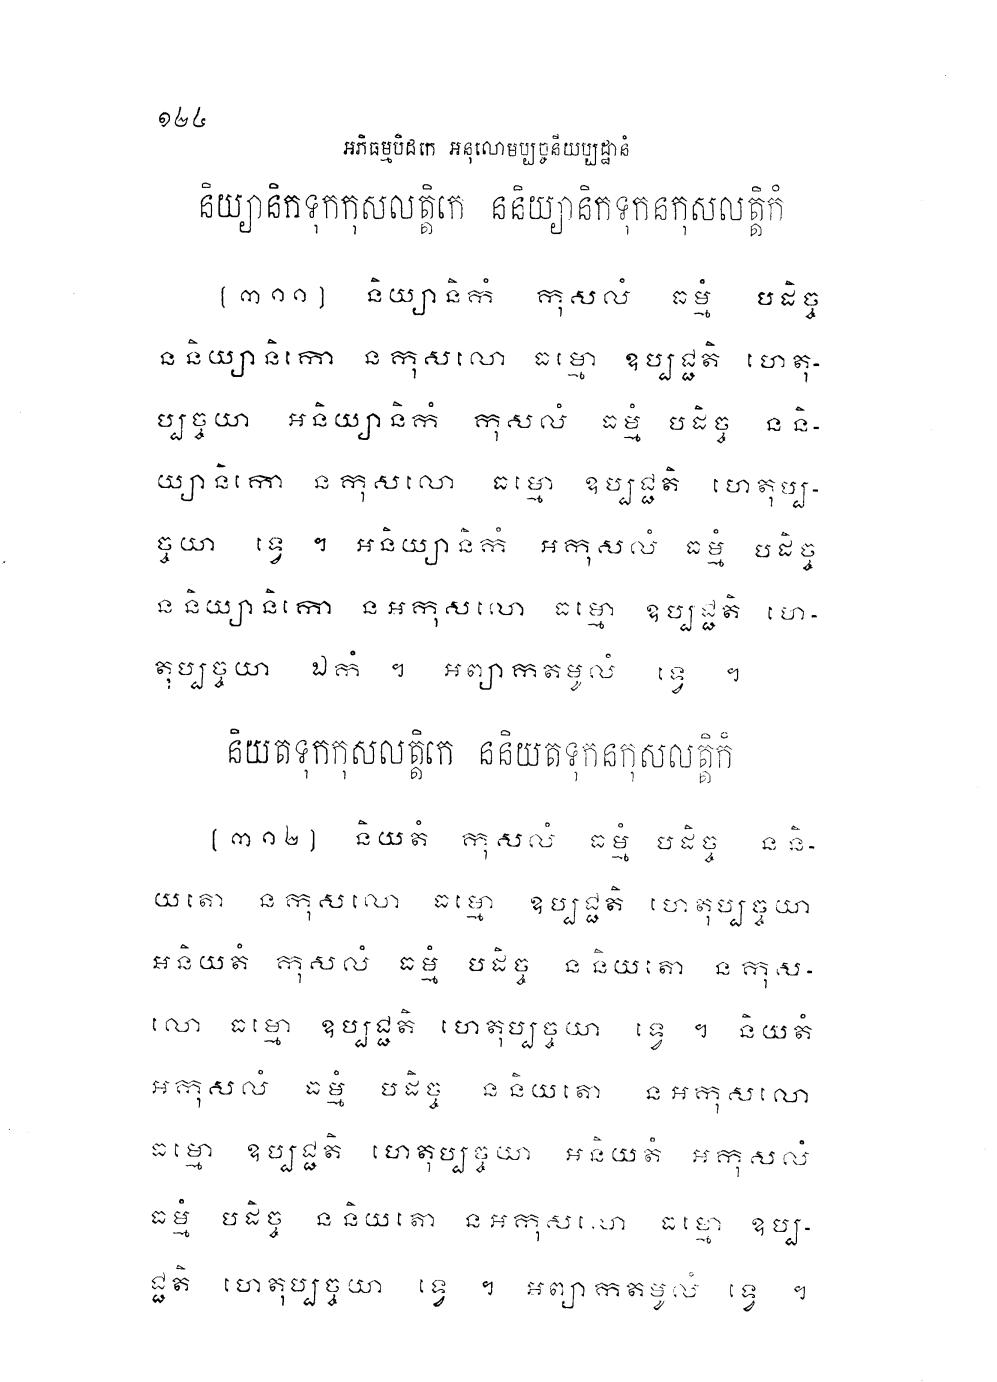 ១២៤
អភិធម្មបិដកេ អនុលោមប្បច្ចនីយប្បដ្ឋានំ
និយ្យានិកទុកកុសលត្តិកេ ននិយ្យានិកទុកនកុសលត្តិកំ
[៣១១] និយ្យានិកំ កុសលំ ធម្មំ បដិច្ច
ននិយ្យានិកោ នកុសលោ ធម្មោ ឧប្បជ្ជតិ ហេតុ-
ប្បច្ចយា អនិយ្យានិកំ កុសលំ ធម្មំ បដិច្ច ននិ-
យ្យានិកោ នកុសលោ ធម្មោ ឧប្បជ្ជតិ ហេតុប្ប-
ច្ចយា ទ្វេ ។ អនិយ្យានិកំ អកុសលំ ធម្មំ បដិច្ច
ននិយ្យានិកោ នអកុសលោ ធម្មោ ឧប្បជ្ជតិ ហេ-
តុប្បច្ចយា ឯកំ ។ អព្យាកតមូលំ ទ្វេ ។
និយតទុកកុសលត្តិកេ ននិយតទុកនកុសលត្តិកំ
[៣១២] និយតំ កុសលំ ធម្មំ បដិច្ច ននិ-
យតោ នកុសលោ ធម្មោ ឧប្បជ្ជតិ ហេតុប្បច្ចយា
អនិយតំ កុសលំ ធម្មំ បដិច្ច ននិយតោ នកុស-
លោ ធម្មោ ឧប្បជ្ជតិ ហេតុប្បច្ចយា ទ្វេ ។ និយតំ
អកុសលំ ធម្មំ បដិច្ច ននិយតោ នអកុសលោ
ធម្មោ ឧប្បជ្ជតិ ហេតុប្បច្ចយា អនិយតំ អកុសលំ
ធម្មំ បដិច្ច ននិយតោ នអកុសលោ ធម្មោ ឧប្ប-
ជ្ជតិ ហេតុប្បច្ចយា ទ្វេ ។ អព្យាកតមូលំ ទ្វេ ។